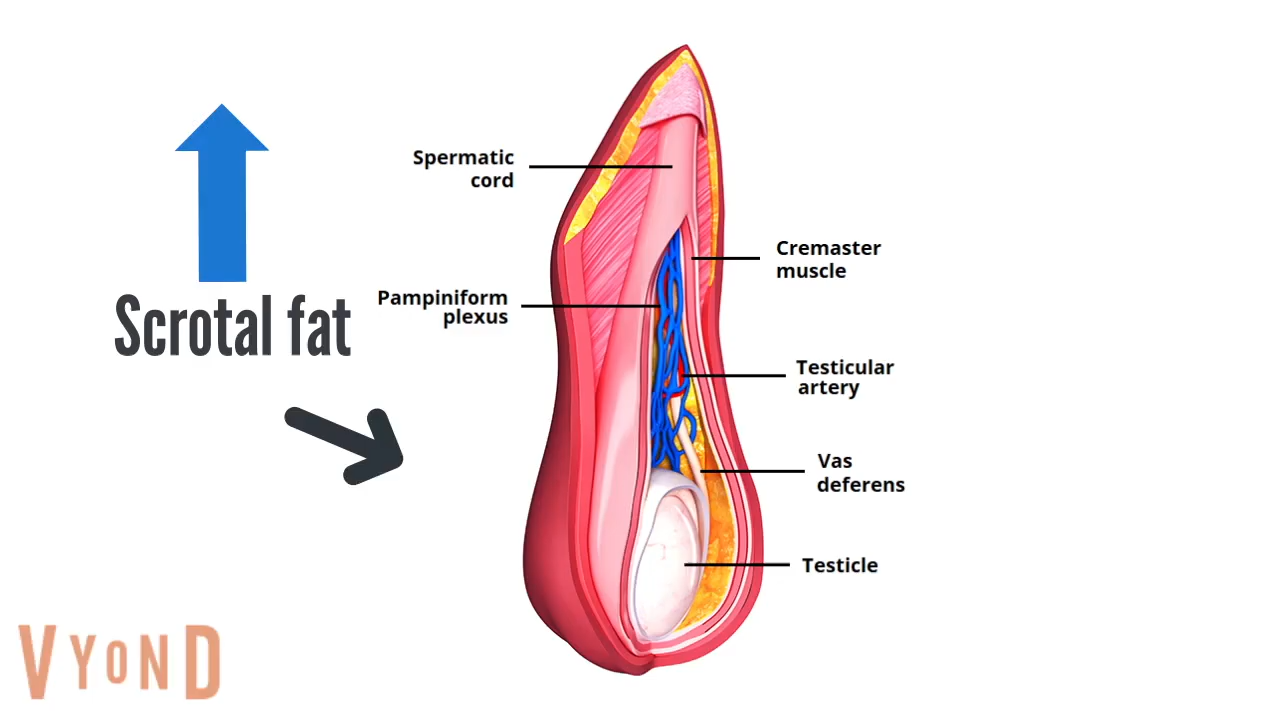 Spermatic
cord
Cremaster
muscle
Scrotal fat
Pampiniform
plexus
Testicular
artery
Vas
deferens
Testicle
VYOND